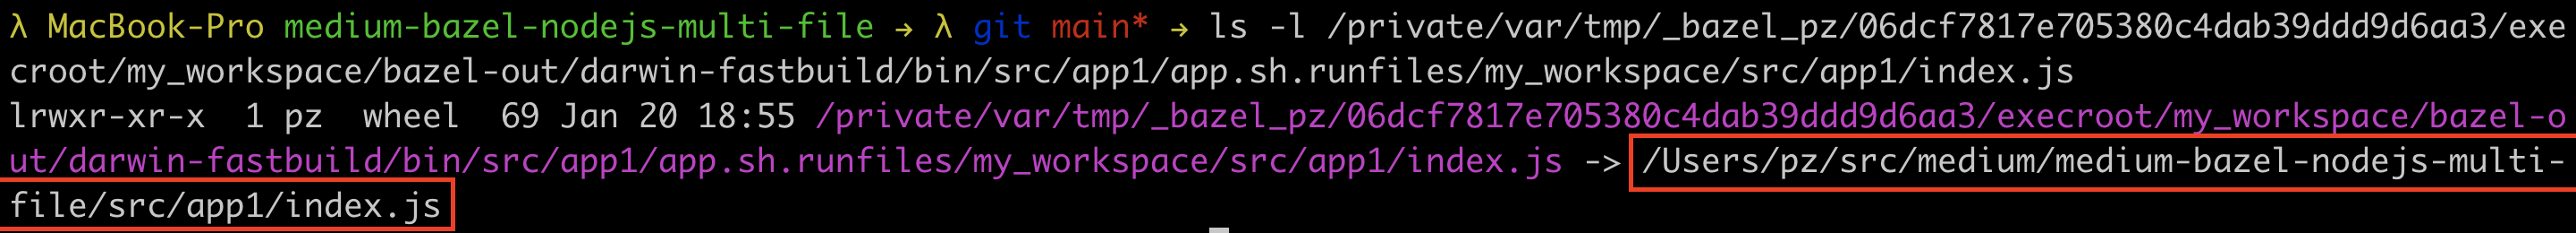 λ MacBook-Pro medium-bazel-nodejs-multi-file → λ git main* → ls -l /private/var/tmp/_bazel_pz/06dcf7817e705380c4dab39ddd9d6aa3/exe
croot/my_workspace/bazel-out/darwin-fastbuild/bin/src/app1/app.sh.runfiles/my_workspace/src/app1/index.js
lrwxr-xr-x  1 pz  wheel  69 Jan 20 18:55 /private/var/tmp/_bazel_pz/06dcf7817e705380c4dab39ddd9d6aa3/execroot/my_workspace/bazel-o
ut/darwin-fastbuild/bin/src/app1/app.sh.runfiles/my_workspace/src/app1/index.js -> /Users/pz/src/medium/medium-bazel-nodejs-multi-
file/src/app1/index.js